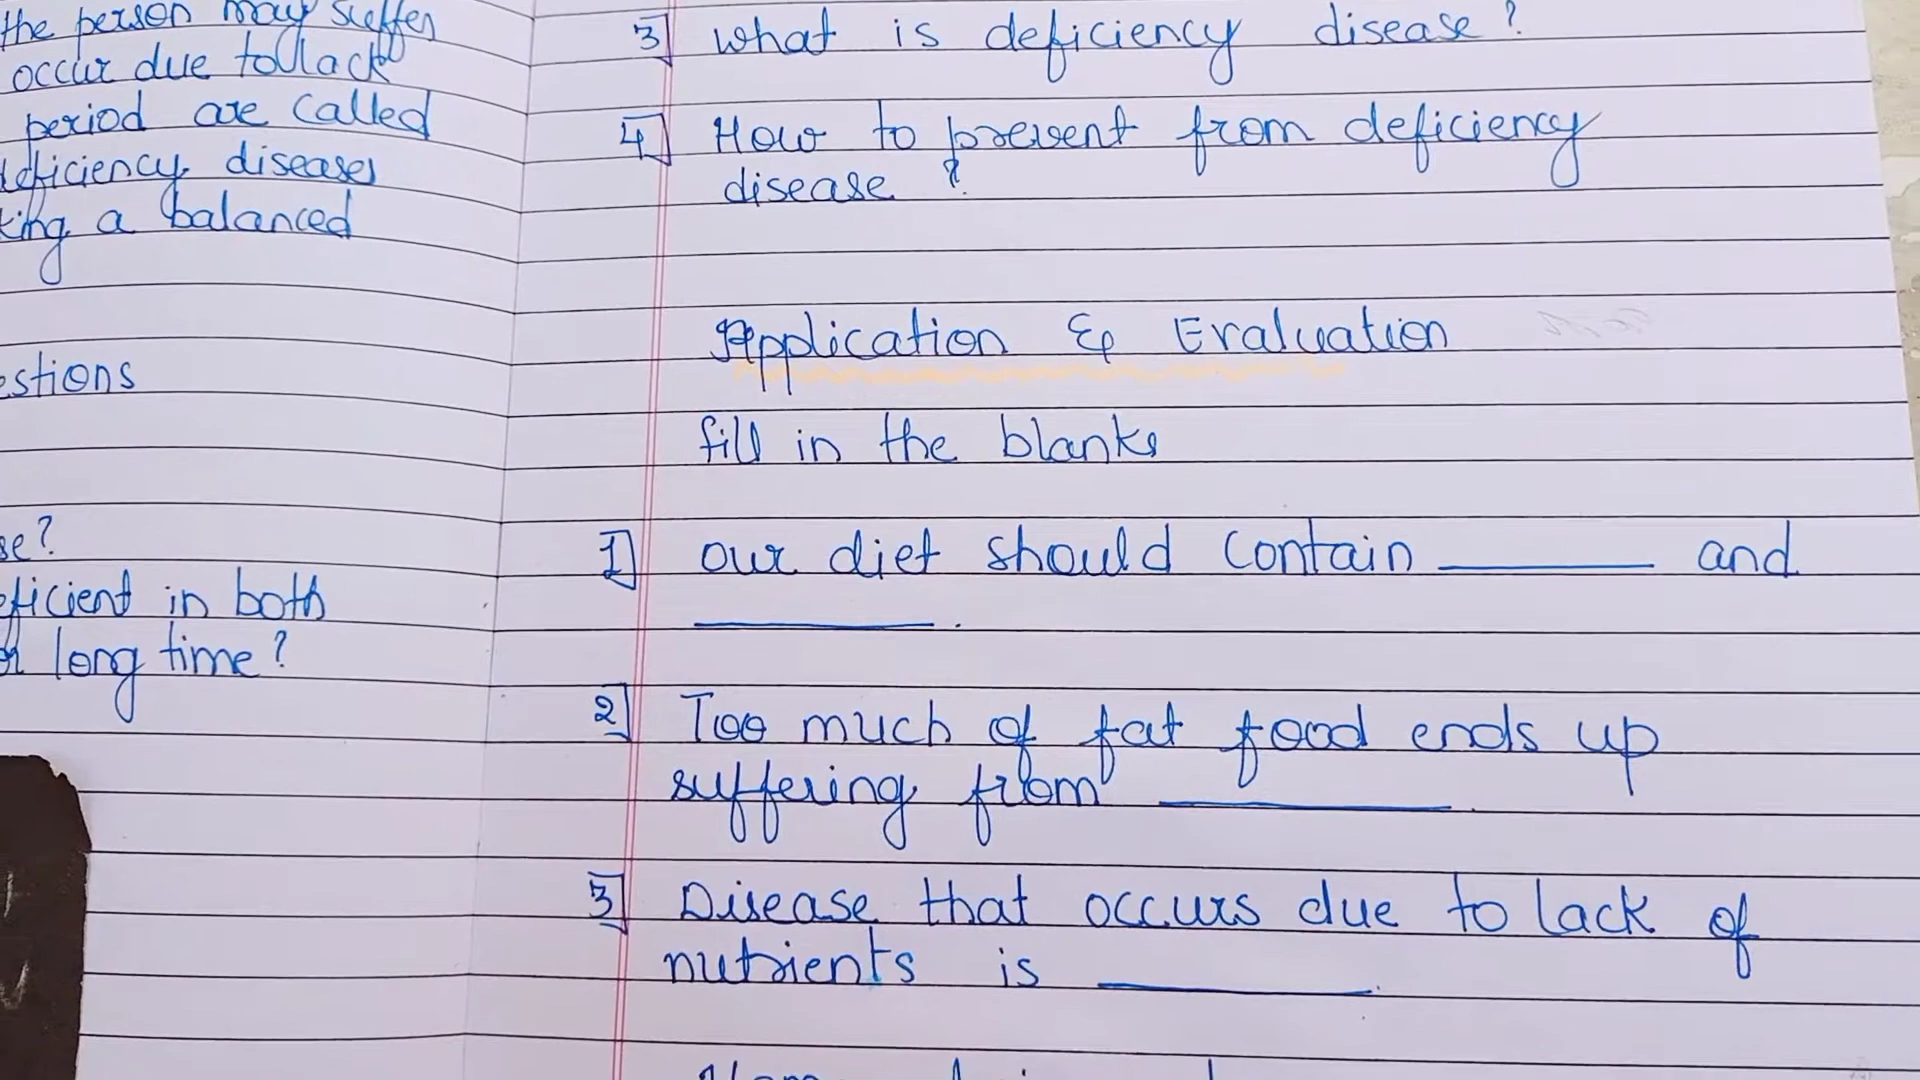 the person may suffer
occur due to lack
period are called
deficiency diseases
king a balanced
estions
se?
eficient in both
long time?
3] what is deficiency disease?
4] How to prevent from deficiency
disease?
Application & Evaluation
fill in the blanks
1] our diet should contain ______ and
______.
2] Too much of fat food ends up
suffering from ______.
3] Disease that occurs due to lack of
nutrients is ______.